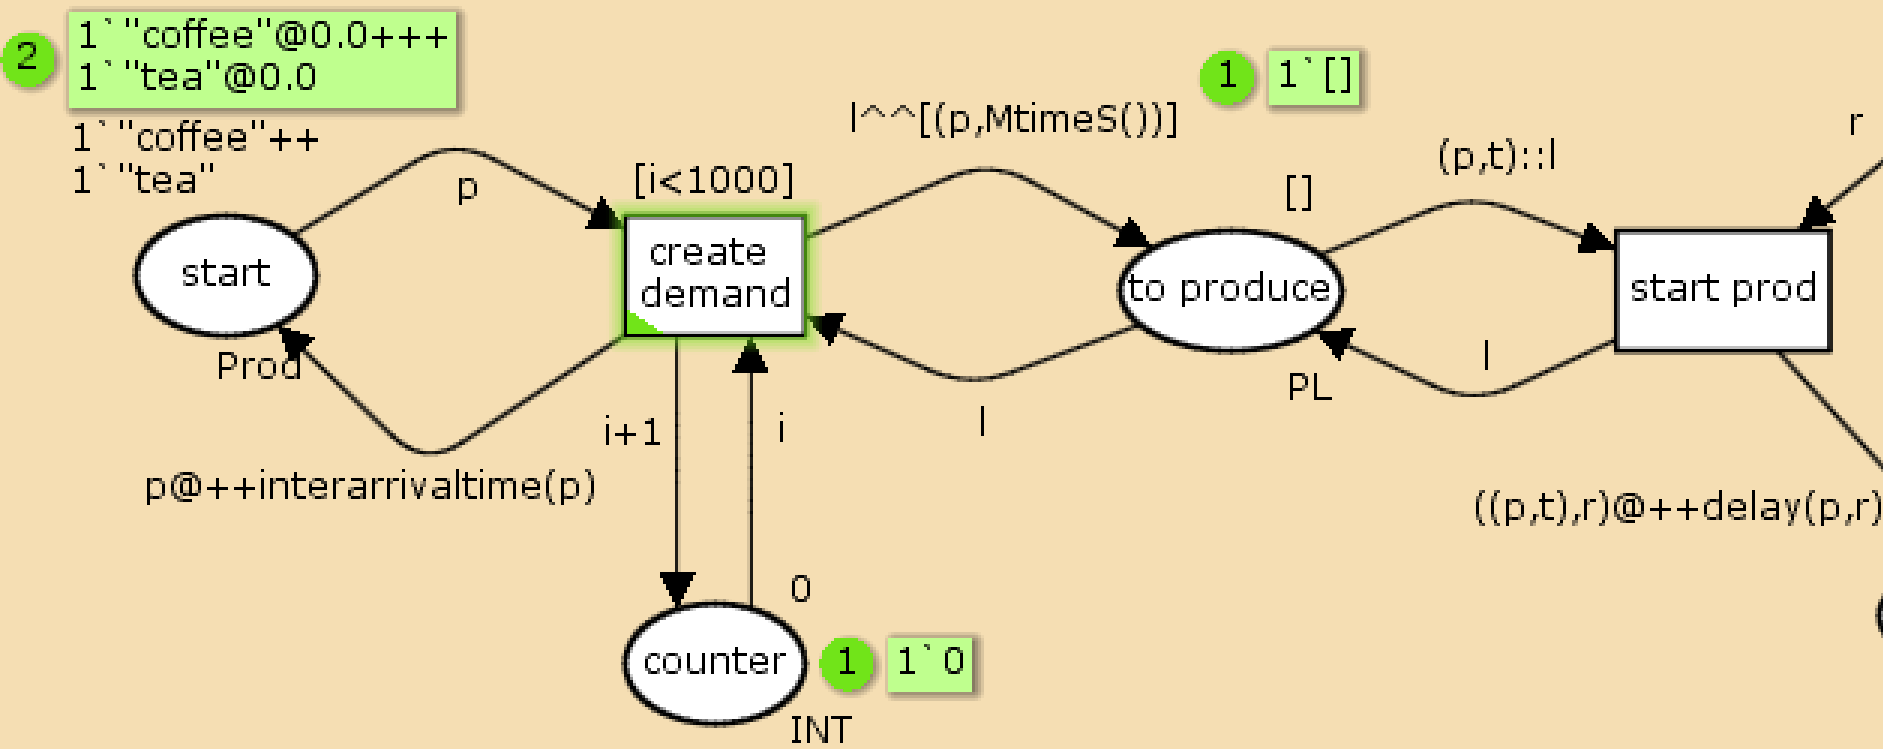 2
1`"coffee"@0.0+++
1`"tea"@0.0
1`"coffee"++
1`"tea"
start
Prod
p
p@++interarrivaltime(p)
[i<1000]
create
demand
i+1
i
0
counter
1
1`0
INT
l^^[(p,MtimeS())]
l
1
1`[]
[]
to produce
PL
(p,t)::l
l
r
start prod
((p,t),r)@++delay(p,r)